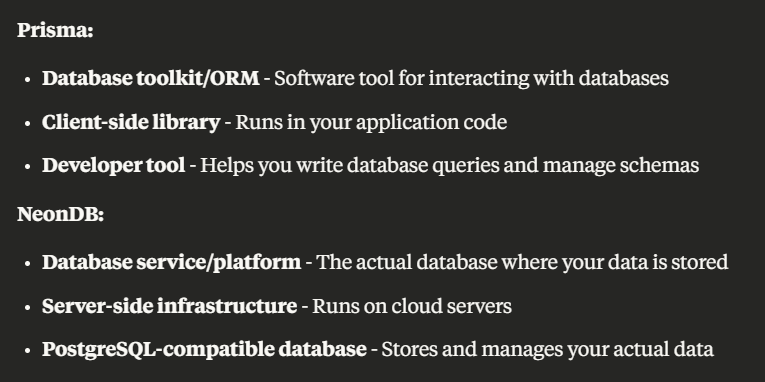 Prisma:
• Database toolkit/ORM - Software tool for interacting with databases
• Client-side library - Runs in your application code
• Developer tool - Helps you write database queries and manage schemas
NeonDB:
• Database service/platform - The actual database where your data is stored
• Server-side infrastructure - Runs on cloud servers
• PostgreSQL-compatible database - Stores and manages your actual data